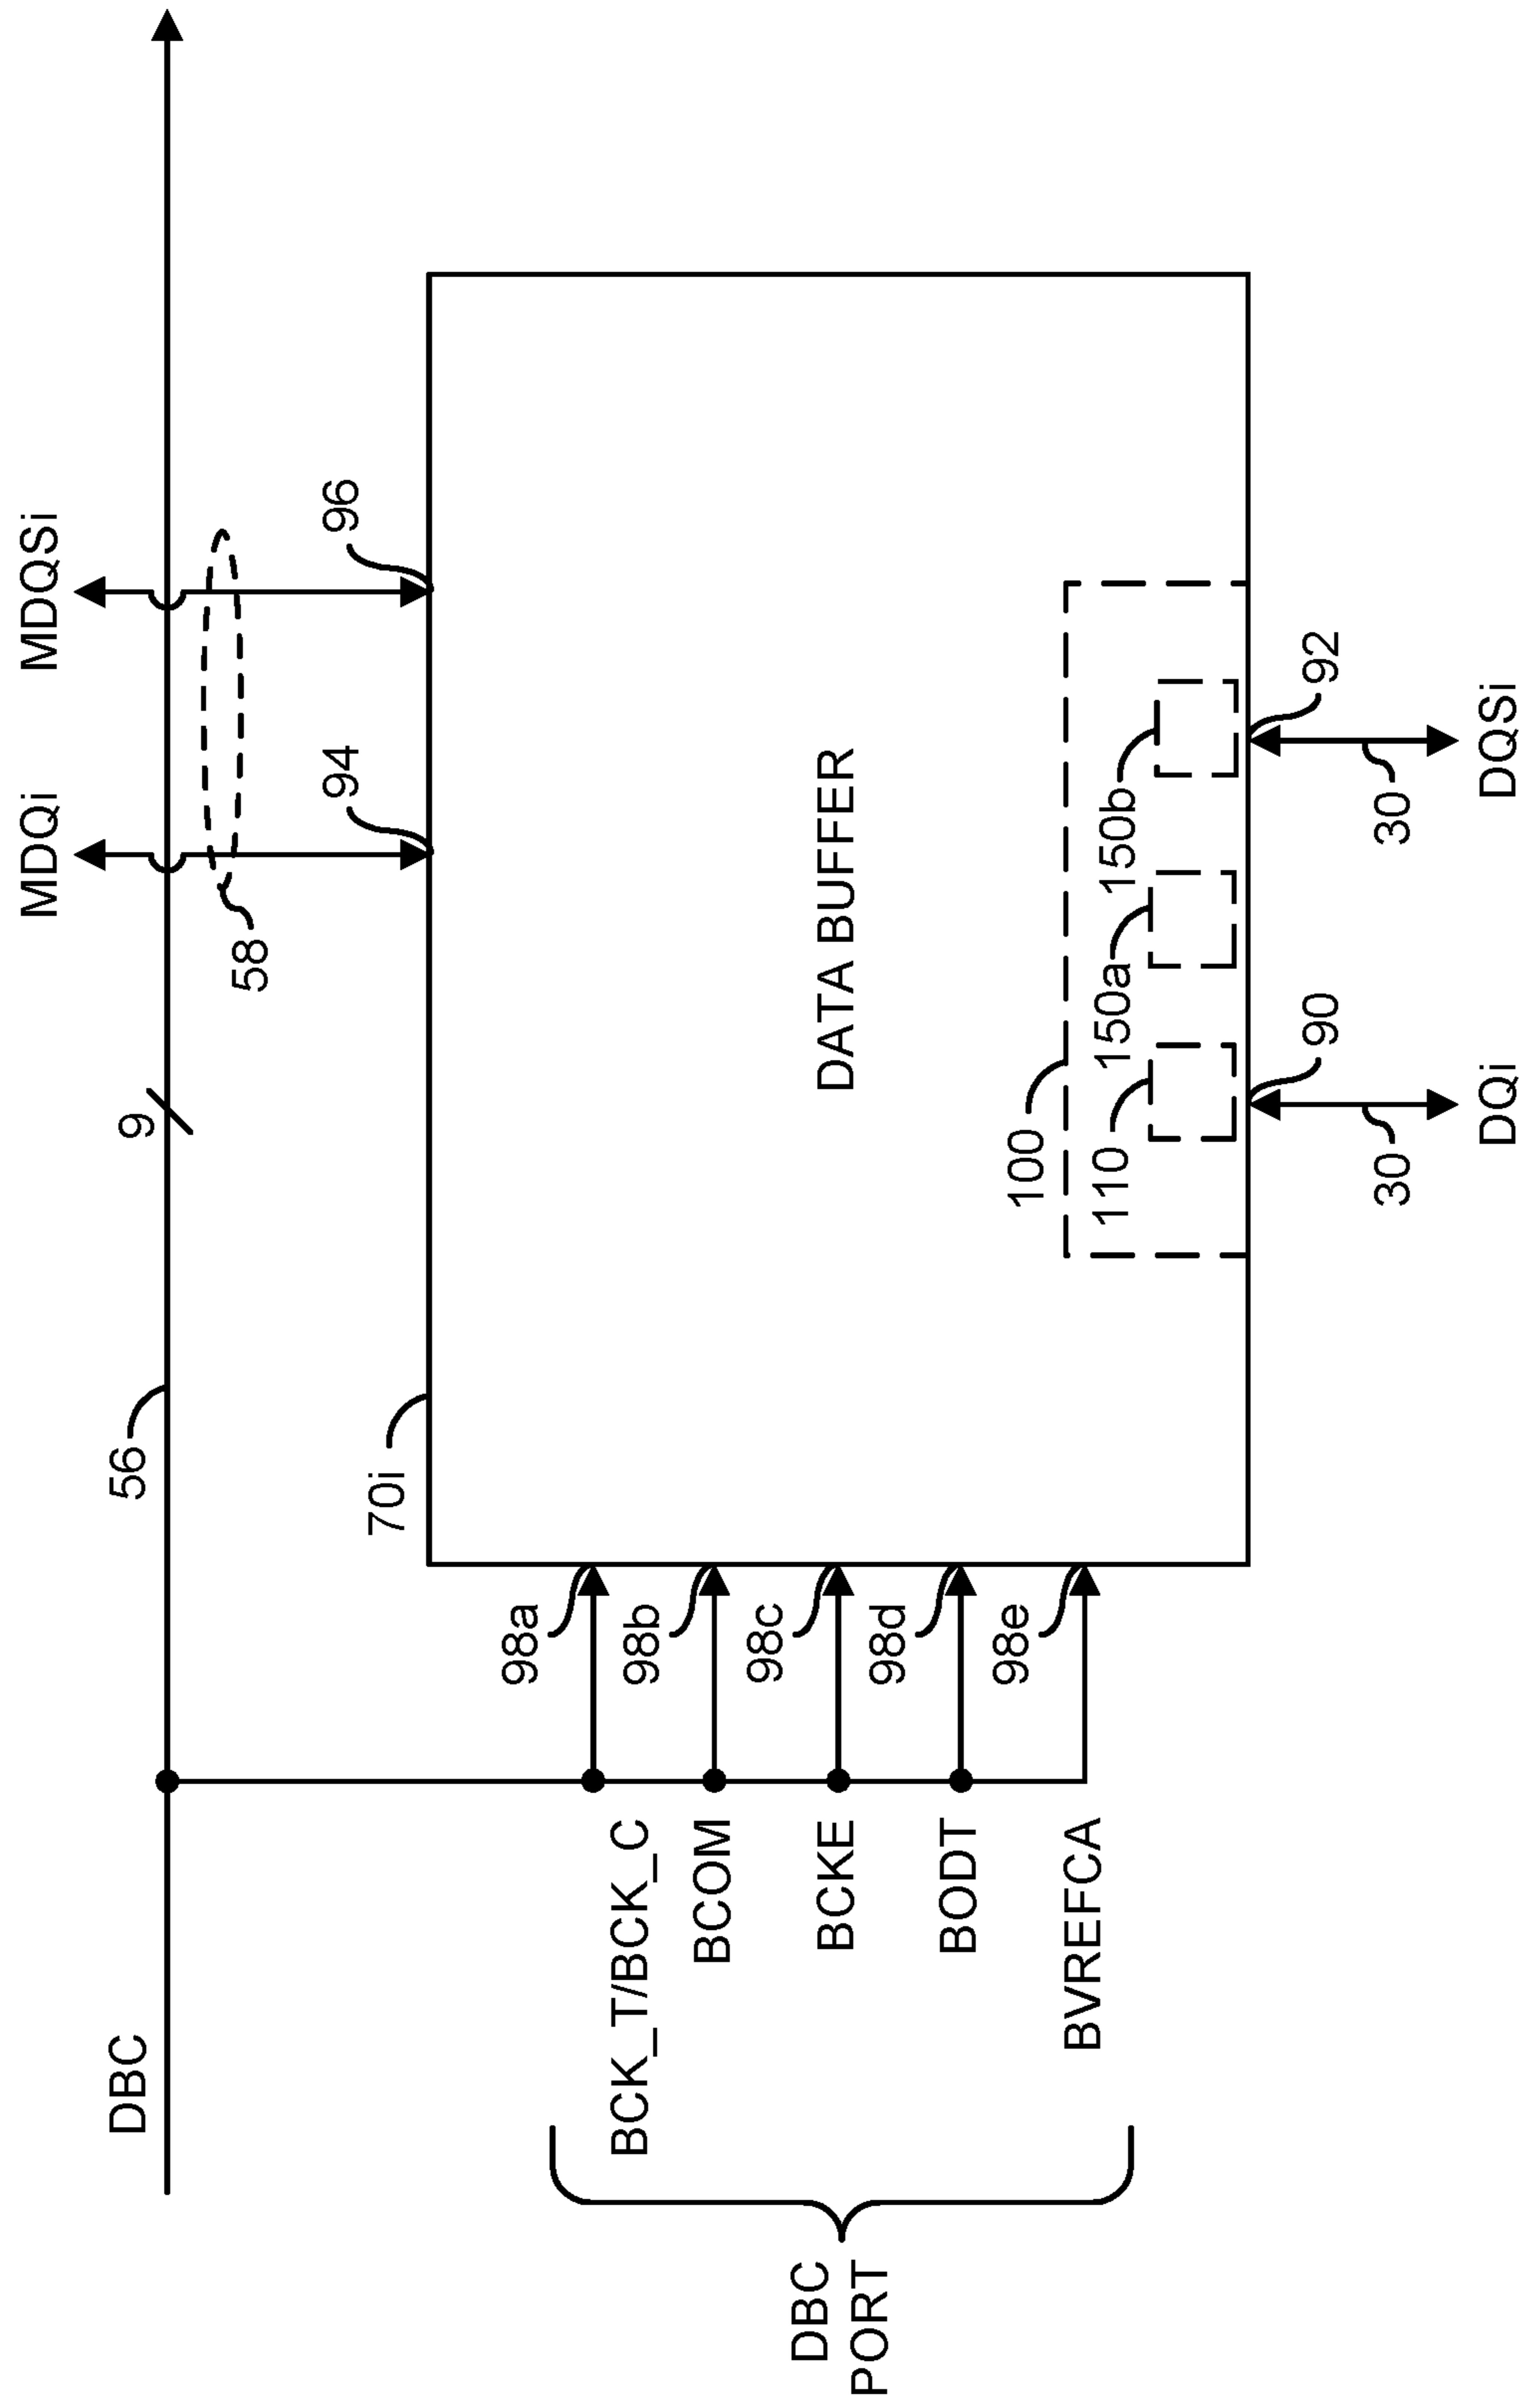 MDQi
MDQSi
DBC
56
9
58
94
96
70i
BCK_T/BCK_C
98a
BCOM
98b
DBC
PORT
BCKE
98c
DATA BUFFER
BODT
98d
BVREFCA
98e
100
110
150a
150b
90
92
30
30
DQi
DQSi